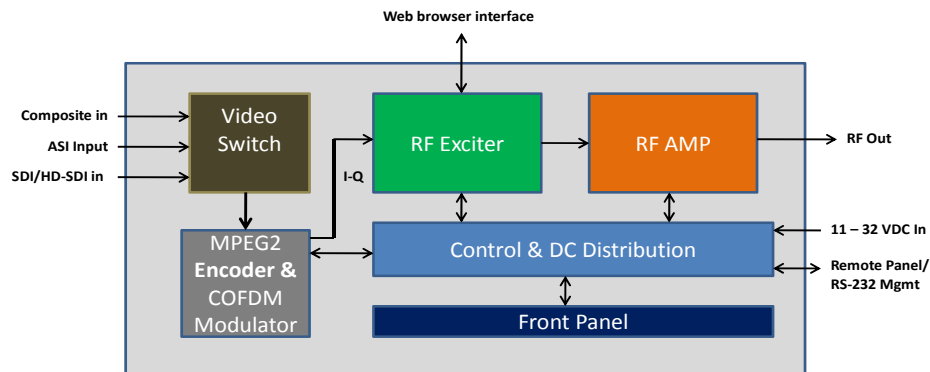 Web browser interface
Composite in
ASI Input
SDI/HD-SDI in
Video
Switch
RF Exciter
RF AMP
RF Out
I-Q
MPEG2
Encoder &
COFDM
Modulator
Control & DC Distribution
11 – 32 VDC In
Remote Panel/
RS-232 Mgmt
Front Panel